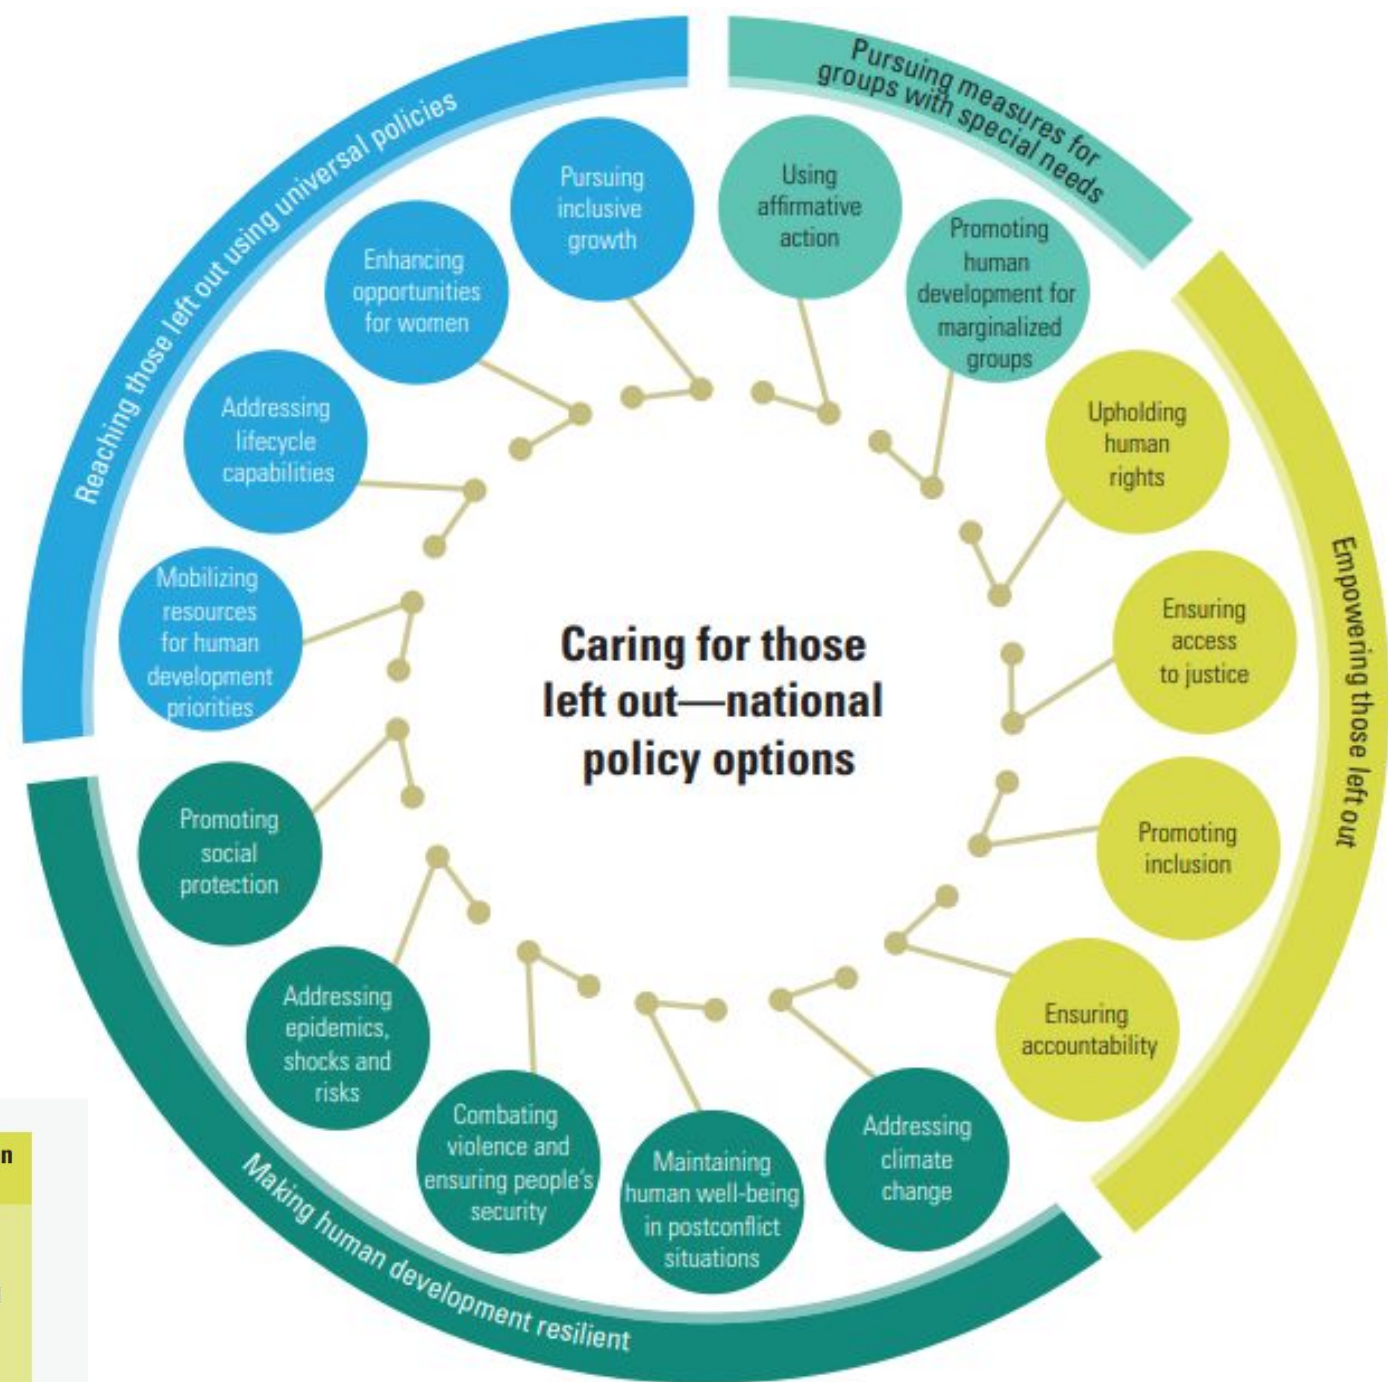 Pursuing measures for
groups with special needs
Reaching those left out using universal policies
Empowering those left out
Making human development resilient
Caring for those
left out—national
policy options
Pursuing
inclusive
growth
Enhancing
opportunities
for women
Addressing
lifecycle
capabilities
Mobilizing
resources
for human
development
priorities
Using
affirmative
action
Promoting
human
development for
marginalized
groups
Upholding
human
rights
Ensuring
access
to justice
Promoting
inclusion
Ensuring
accountability
Addressing
climate
change
Maintaining
human well-being
in postconflict
situations
Combating
violence and
ensuring people's
security
Addressing
epidemics,
shocks and
risks
Promoting
social
protection